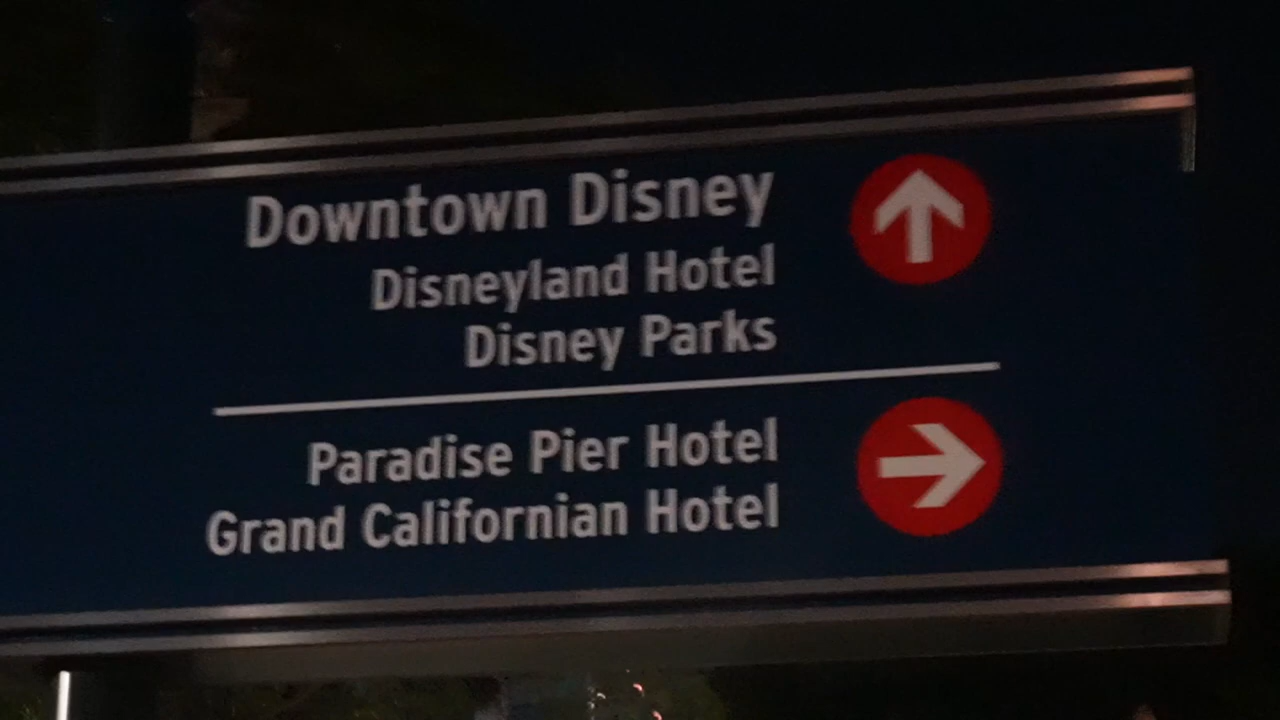 Downtown Disney
Disneyland Hotel
Disney Parks
Paradise Pier Hotel
Grand Californian Hotel